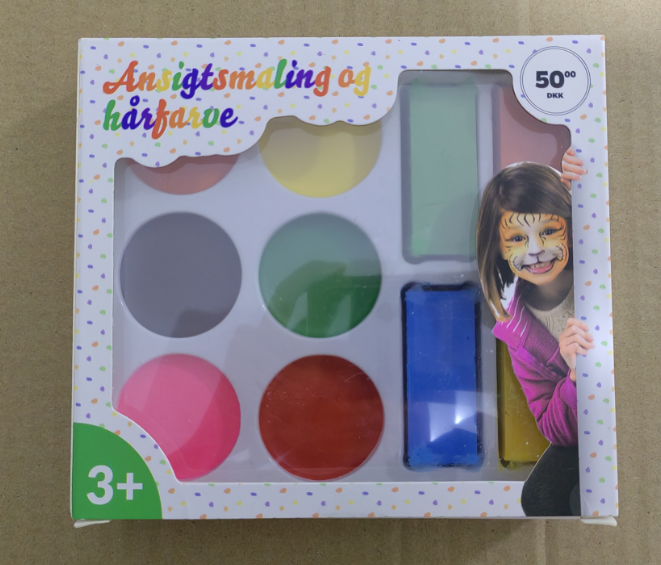 Ansigtsmaling og
hårfarve
50⁰⁰
DKK
3+